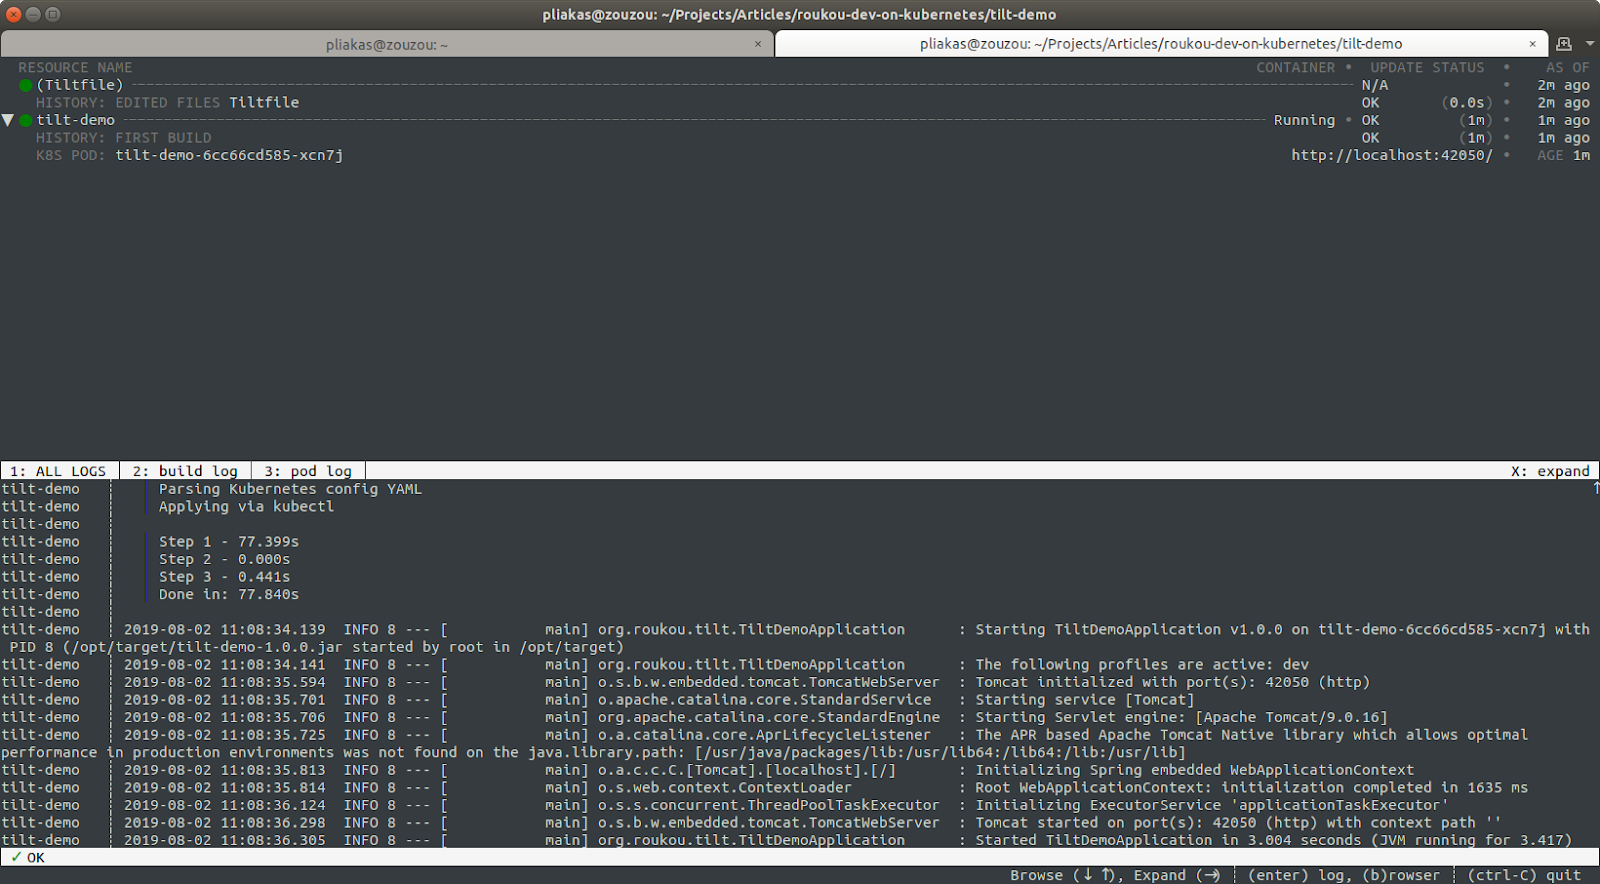 pliakas@zouzou: ~/Projects/Articles/roukou-dev-on-kubernetes/tilt-demo
pliakas@zouzou: ~ × pliakas@zouzou: ~/Projects/Articles/roukou-dev-on-kubernetes/tilt-demo ×
RESOURCE NAME CONTAINER • UPDATE STATUS • AS OF
(Tiltfile) N/A • 2m ago
HISTORY: EDITED FILES Tiltfile OK (0.0s) • 2m ago
▼ tilt-demo Running • OK (1m) • 1m ago
HISTORY: FIRST BUILD OK (1m) • 1m ago
K8S POD: tilt-demo-6cc66cd585-xcn7j http://localhost:42050/ • AGE 1m
1: ALL LOGS 2: build log 3: pod log X: expand
tilt-demo Parsing Kubernetes config YAML ↑
tilt-demo Applying via kubectl
tilt-demo
tilt-demo Step 1 - 77.399s
tilt-demo Step 2 - 0.000s
tilt-demo Step 3 - 0.441s
tilt-demo Done in: 77.840s
tilt-demo
tilt-demo 2019-08-02 11:08:34.139 INFO 8 --- [ main] org.roukou.tilt.TiltDemoApplication : Starting TiltDemoApplication v1.0.0 on tilt-demo-6cc66cd585-xcn7j with
PID 8 (/opt/target/tilt-demo-1.0.0.jar started by root in /opt/target)
tilt-demo 2019-08-02 11:08:34.141 INFO 8 --- [ main] org.roukou.tilt.TiltDemoApplication : The following profiles are active: dev
tilt-demo 2019-08-02 11:08:35.594 INFO 8 --- [ main] o.s.b.w.embedded.tomcat.TomcatWebServer : Tomcat initialized with port(s): 42050 (http)
tilt-demo 2019-08-02 11:08:35.701 INFO 8 --- [ main] o.apache.catalina.core.StandardService : Starting service [Tomcat]
tilt-demo 2019-08-02 11:08:35.706 INFO 8 --- [ main] org.apache.catalina.core.StandardEngine : Starting Servlet engine: [Apache Tomcat/9.0.16]
tilt-demo 2019-08-02 11:08:35.725 INFO 8 --- [ main] o.a.catalina.core.AprLifecycleListener : The APR based Apache Tomcat Native library which allows optimal
performance in production environments was not found on the java.library.path: [/usr/java/packages/lib:/usr/lib64:/lib64:/lib:/usr/lib]
tilt-demo 2019-08-02 11:08:35.813 INFO 8 --- [ main] o.a.c.c.C.[Tomcat].[localhost].[/] : Initializing Spring embedded WebApplicationContext
tilt-demo 2019-08-02 11:08:35.814 INFO 8 --- [ main] o.s.web.context.ContextLoader : Root WebApplicationContext: initialization completed in 1635 ms
tilt-demo 2019-08-02 11:08:36.124 INFO 8 --- [ main] o.s.s.concurrent.ThreadPoolTaskExecutor : Initializing ExecutorService 'applicationTaskExecutor'
tilt-demo 2019-08-02 11:08:36.298 INFO 8 --- [ main] o.s.b.w.embedded.tomcat.TomcatWebServer : Tomcat started on port(s): 42050 (http) with context path ''
tilt-demo 2019-08-02 11:08:36.305 INFO 8 --- [ main] org.roukou.tilt.TiltDemoApplication : Started TiltDemoApplication in 3.004 seconds (JVM running for 3.417)
✓ OK
Browse (↓ ↑), Expand (→) ┊ (enter) log, (b)rowser ┊ (ctrl-C) quit